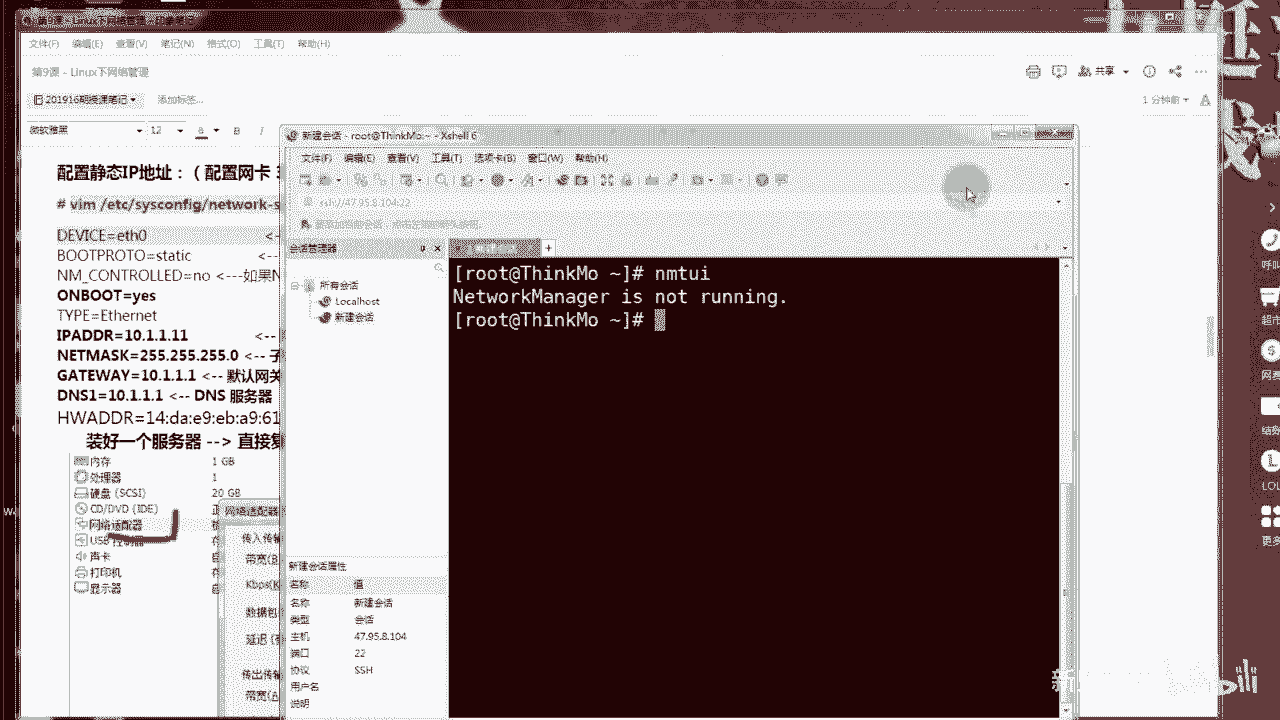 文件(F) 编辑(E) 查看(V) 笔记(N) 格式(O) 工具(T) 帮助(H)
第9课 - Linux下网络管理
共享
201916期授课笔记 添加标签...
1 分钟前
微软雅黑 12 B I
配置静态IP地址：（配置网卡
# vim /etc/sysconfig/network-s
DEVICE=eth0 <--
BOOTPROTO=static <--
NM_CONTROLLED=no <---如果N
ONBOOT=yes
TYPE=Ethernet
IPADDR=10.1.1.11 <--
NETMASK=255.255.255.0 <-- 子
GATEWAY=10.1.1.1 <-- 默认网关
DNS1=10.1.1.1 <-- DNS 服务器
HWADDR=14:da:e9:eb:a9:61
装好一个服务器 --> 直接复
内存 1 GB
处理器 1
硬盘 (SCSI) 20 GB
CD/DVD (IDE)
网络适配器
USB 控制器
声卡
打印机
显示器
网络适配器
传入传输
带宽(B
Kbps(K
数据包
延迟
传出传输
带宽(A
新建会话 - root@ThinkMo:~ - Xshell 6
文件(F) 编辑(E) 查看(V) 工具(T) 选项卡(B) 窗口(W) 帮助(H)
ssh://47.95.8.104:22
会话管理器
所有会话
Localhost
新建会话
新建会话属性
名称 值
名称 新建会话
类型 会话
主机 47.95.8.104
端口 22
协议 SSH
用户名
说明
[root@ThinkMo ~]# nmtui
NetworkManager is not running.
[root@ThinkMo ~]#
LOL